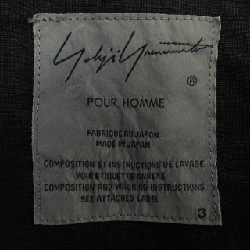 Yohji Yamamoto
®
POUR HOMME
FABRIQUE AU JAPON
MADE IN JAPAN
COMPOSITION ET INSTRUCTIONS DE LAVAGE
VOIR ETIQUETTE ANNEXE
COMPOSITION AND WASHING INSTRUCTIONS
SEE ATTACHED LABEL
3